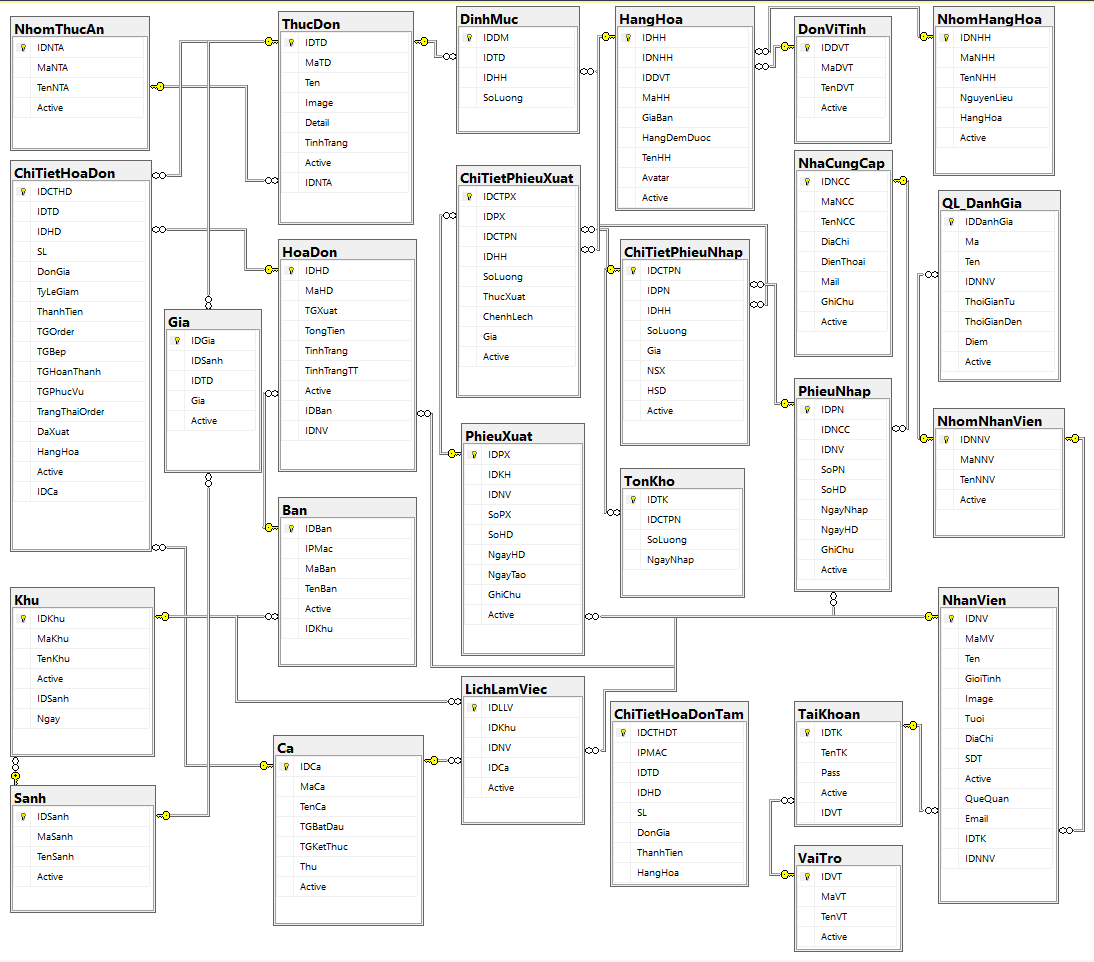 NhomThucAn
IDNTA
MaNTA
TenNTA
Active
ThucDon
IDTD
MaTD
Ten
Image
Detail
TinhTrang
Active
IDNTA
DinhMuc
IDDM
IDTD
IDHH
SoLuong
HangHoa
IDHH
IDNHH
IDDVT
MaHH
GiaBan
HangDemDuoc
TenHH
Avatar
Active
DonViTinh
IDDVT
MaDVT
TenDVT
Active
NhomHangHoa
IDNHH
MaNHH
TenNHH
NguyenLieu
HangHoa
Active
ChiTietHoaDon
IDCTHD
IDTD
IDHD
SL
DonGia
TyLeGiam
ThanhTien
TGOrder
TGBep
TGHoanThanh
TGPhucVu
TrangThaiOrder
DaXuat
HangHoa
Active
IDCa
HoaDon
IDHD
MaHD
TGXuat
TongTien
TinhTrang
TinhTrangTT
Active
IDBan
IDNV
Gia
IDGia
IDSanh
IDTD
Gia
Active
ChiTietPhieuXuat
IDCTPX
IDPX
IDCTPN
IDHH
SoLuong
ThucXuat
ChenhLech
Gia
Active
ChiTietPhieuNhap
IDCTPN
IDPN
IDHH
SoLuong
Gia
NSX
HSD
Active
NhaCungCap
IDNCC
MaNCC
TenNCC
DiaChi
DienThoai
Mail
GhiChu
Active
QL_DanhGia
IDDanhGia
Ma
Ten
IDNNV
ThoiGianTu
ThoiGianDen
Diem
Active
PhieuNhap
IDPN
IDNCC
IDNV
SoPN
SoHD
NgayNhap
NgayHD
GhiChu
Active
NhomNhanVien
IDNNV
MaNNV
TenNNV
Active
PhieuXuat
IDPX
IDKH
IDNV
SoPX
SoHD
NgayHD
NgayTao
GhiChu
Active
TonKho
IDTK
IDCTPN
SoLuong
NgayNhap
Ban
IDBan
IPMac
MaBan
TenBan
Active
IDKhu
Khu
IDKhu
MaKhu
TenKhu
Active
IDSanh
Ngay
NhanVien
IDNV
MaMV
Ten
GioiTinh
Image
Tuoi
DiaChi
SDT
Active
QueQuan
Email
IDTK
IDNNV
LichLamViec
IDLLV
IDKhu
IDNV
IDCa
Active
ChiTietHoaDonTam
IDCTHDT
IPMAC
IDTD
IDHD
SL
DonGia
ThanhTien
HangHoa
TaiKhoan
IDTK
TenTK
Pass
Active
IDVT
Ca
IDCa
MaCa
TenCa
TGBatDau
TGKetThuc
Thu
Active
Sanh
IDSanh
MaSanh
TenSanh
Active
VaiTro
IDVT
MaVT
TenVT
Active